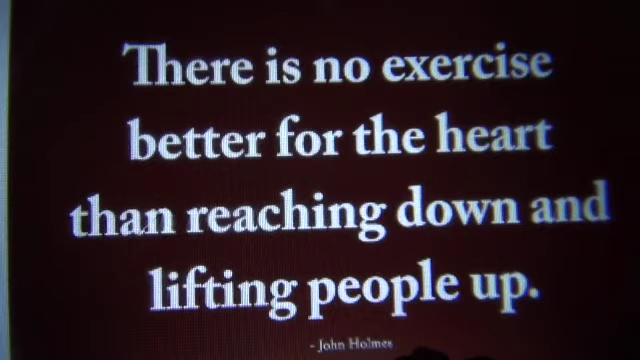 There is no exercise
better for the heart
than reaching down and
lifting people up.
- John Holmes